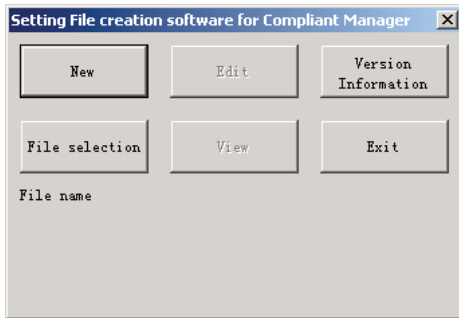 Setting File creation software for Compliant Manager
New
Edit
Version
Information
File selection
View
Exit
File name